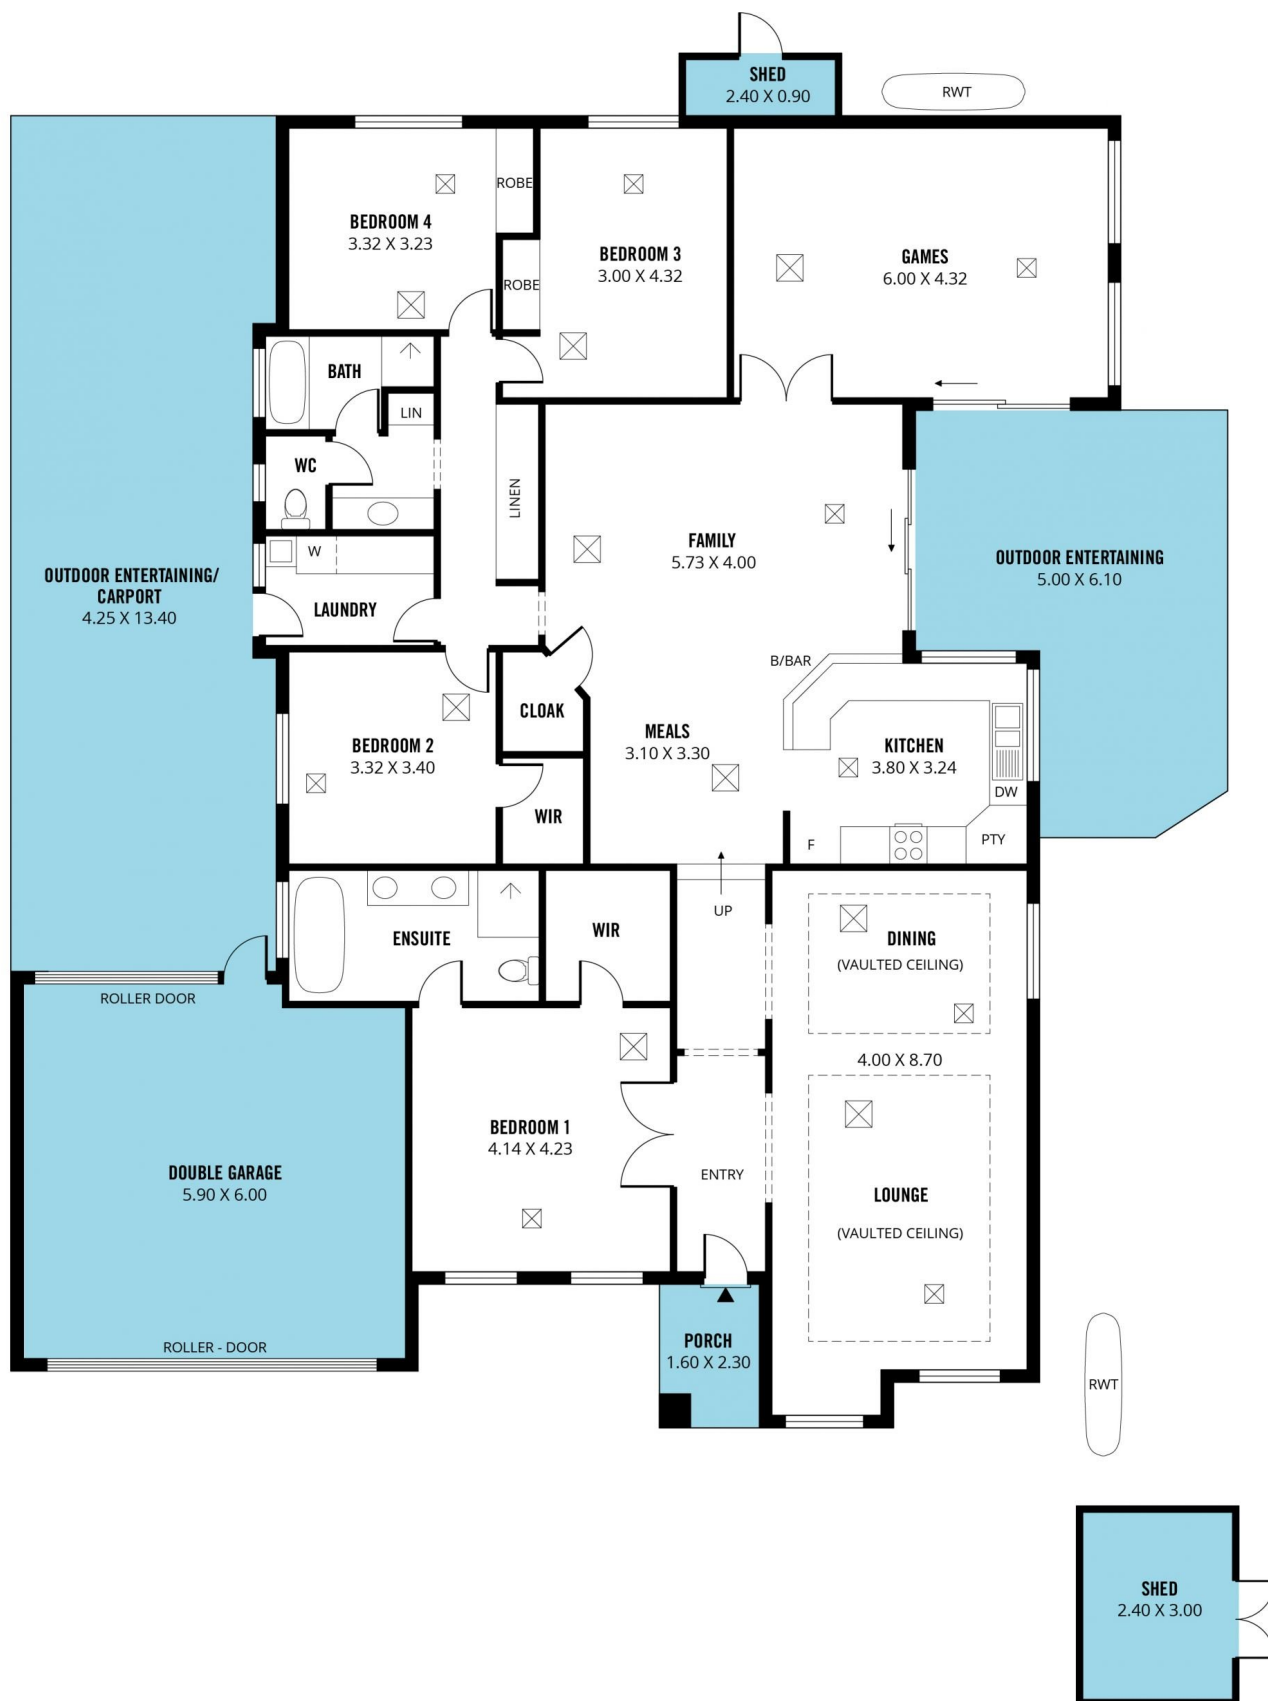 SHED
2.40 X 0.90
RWT
ROBE
BEDROOM 4
3.32 X 3.23
ROBE
BEDROOM 3
3.00 X 4.32
GAMES
6.00 X 4.32
BATH
LIN
WC
LINEN
W
LAUNDRY
FAMILY
5.73 X 4.00
OUTDOOR ENTERTAINING
5.00 X 6.10
OUTDOOR ENTERTAINING/
CARPORT
4.25 X 13.40
B/BAR
CLOAK
MEALS
3.10 X 3.30
KITCHEN
3.80 X 3.24
DW
PTY
F
BEDROOM 2
3.32 X 3.40
WIR
UP
ENSUITE
WIR
DINING
(VAULTED CEILING)
ROLLER DOOR
4.00 X 8.70
BEDROOM 1
4.14 X 4.23
ENTRY
DOUBLE GARAGE
5.90 X 6.00
LOUNGE
(VAULTED CEILING)
ROLLER - DOOR
PORCH
1.60 X 2.30
RWT
SHED
2.40 X 3.00